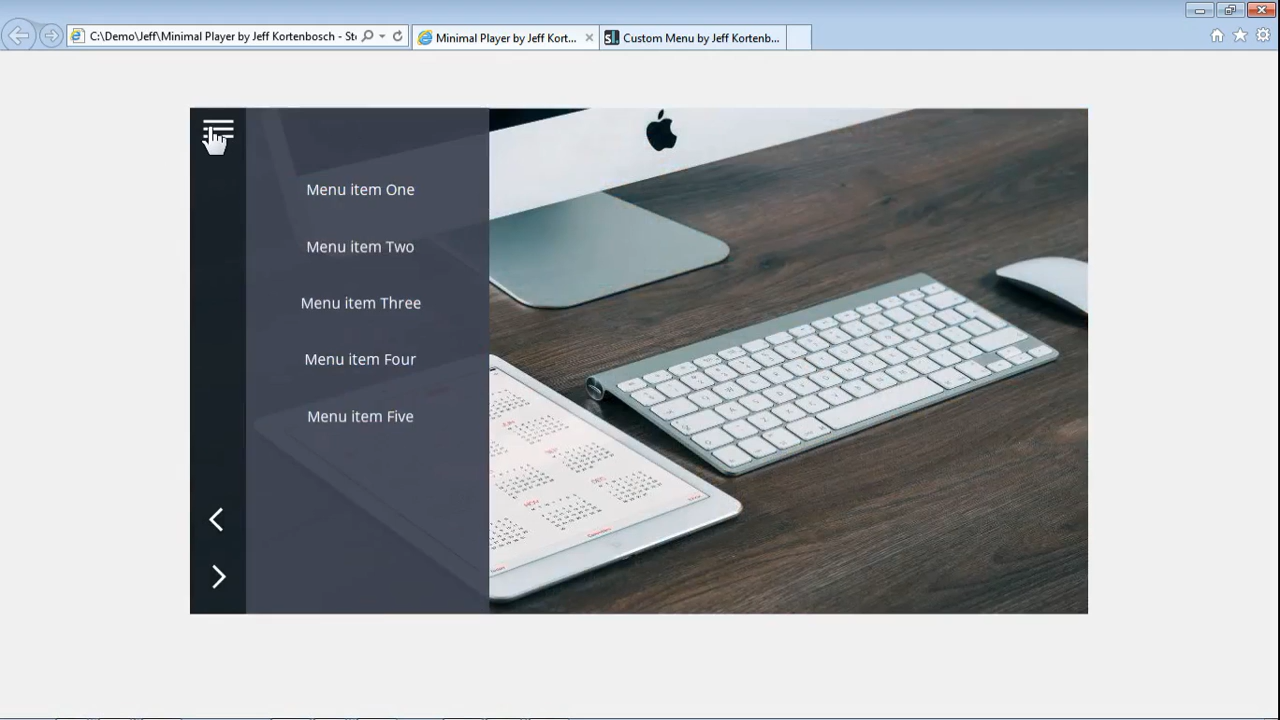 C:\Demo\Jeff\Minimal Player by Jeff Kortenbosch - Sto
Minimal Player by Jeff Kort...
Custom Menu by Jeff Kortenb...
Menu item One
Menu item Two
Menu item Three
Menu item Four
Menu item Five